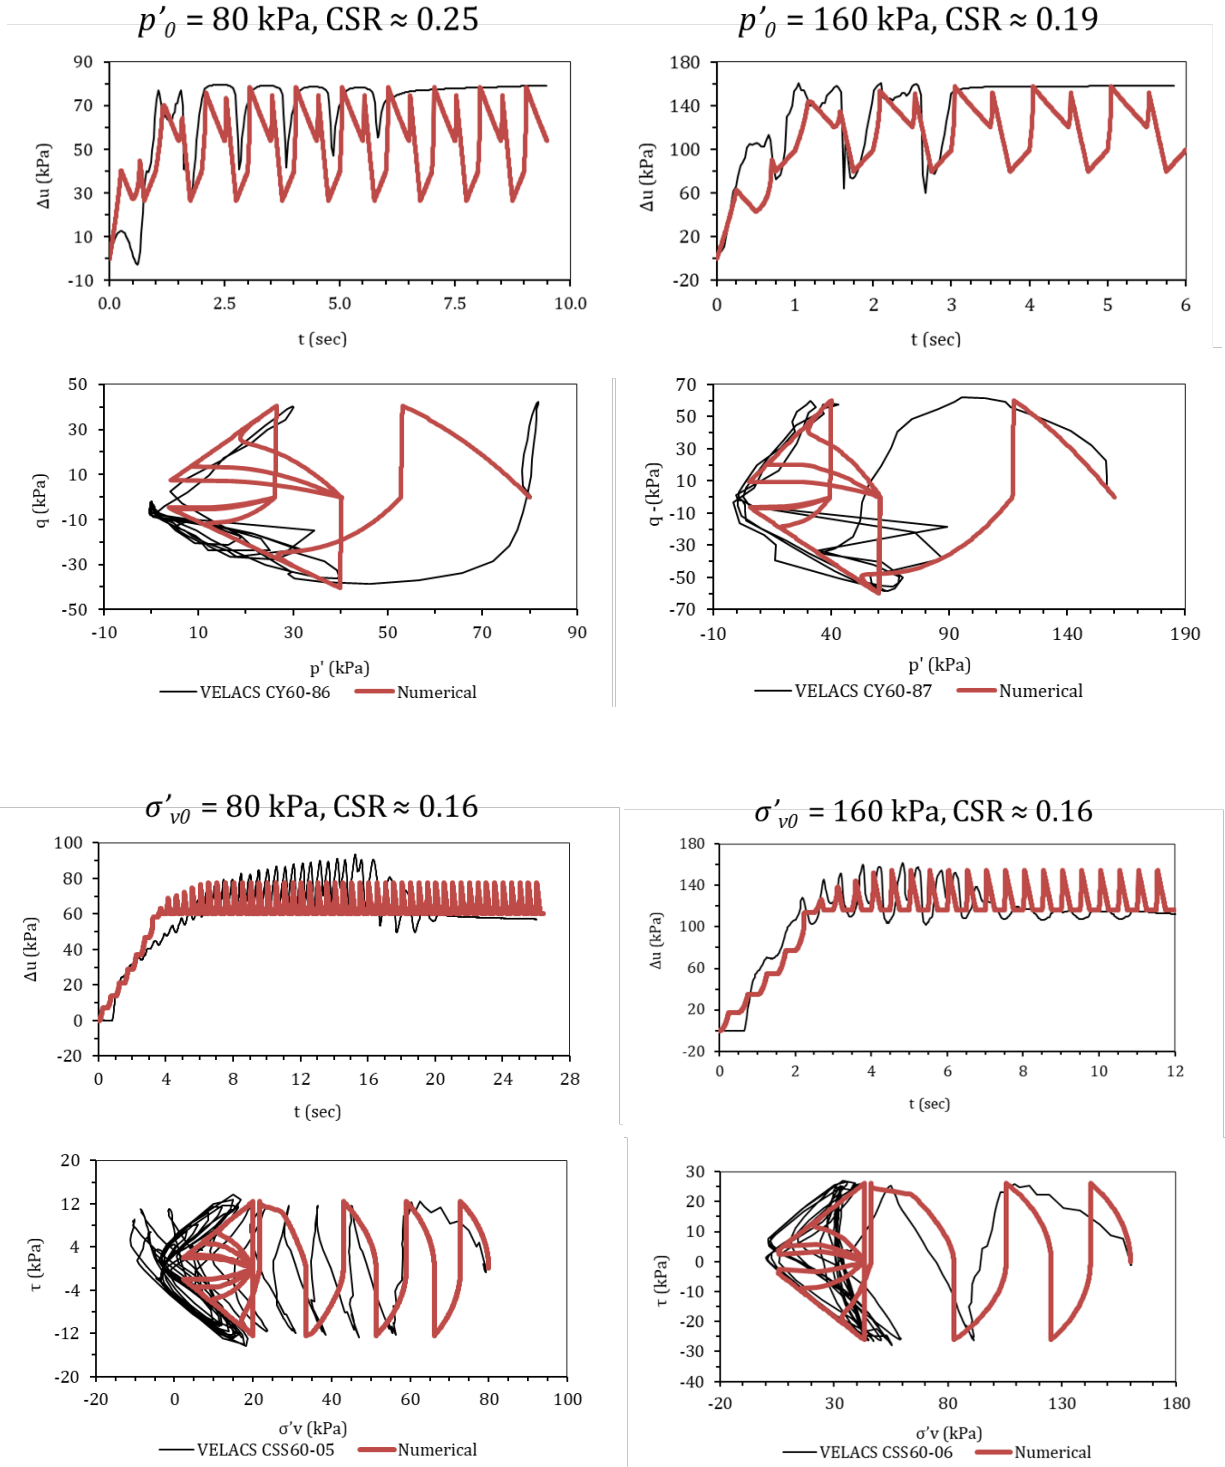 p’0 = 80 kPa, CSR ≈ 0.25
90
70
50
30
10
-10
Δu (kPa)
0.0 2.5 5.0 7.5 10.0
t (sec)
50
30
10
-10
-30
-50
q (kPa)
-10 10 30 50 70 90
p' (kPa)
VELACS CY60-86 Numerical
p’0 = 160 kPa, CSR ≈ 0.19
180
140
100
60
20
-20
Δu (kPa)
0 1 2 3 4 5 6
t (sec)
70
50
30
10
-10
-30
-50
-70
q -(kPa)
-10 40 90 140 190
p' (kPa)
VELACS CY60-87 Numerical
σ’v0 = 80 kPa, CSR ≈ 0.16
100
80
60
40
20
0
-20
Δu (kPa)
0 4 8 12 16 20 24 28
t (sec)
20
12
4
-4
-12
-20
τ (kPa)
-20 0 20 40 60 80 100
σ’v (kPa)
VELACS CSS60-05 Numerical
σ’v0 = 160 kPa, CSR ≈ 0.16
180
140
100
60
20
-20
Δu (kPa)
0 2 4 6 8 10 12
t (sec)
30
20
10
0
-10
-20
-30
-40
τ (kPa)
-20 30 80 130 180
σ’v (kPa)
VELACS CSS60-06 Numerical